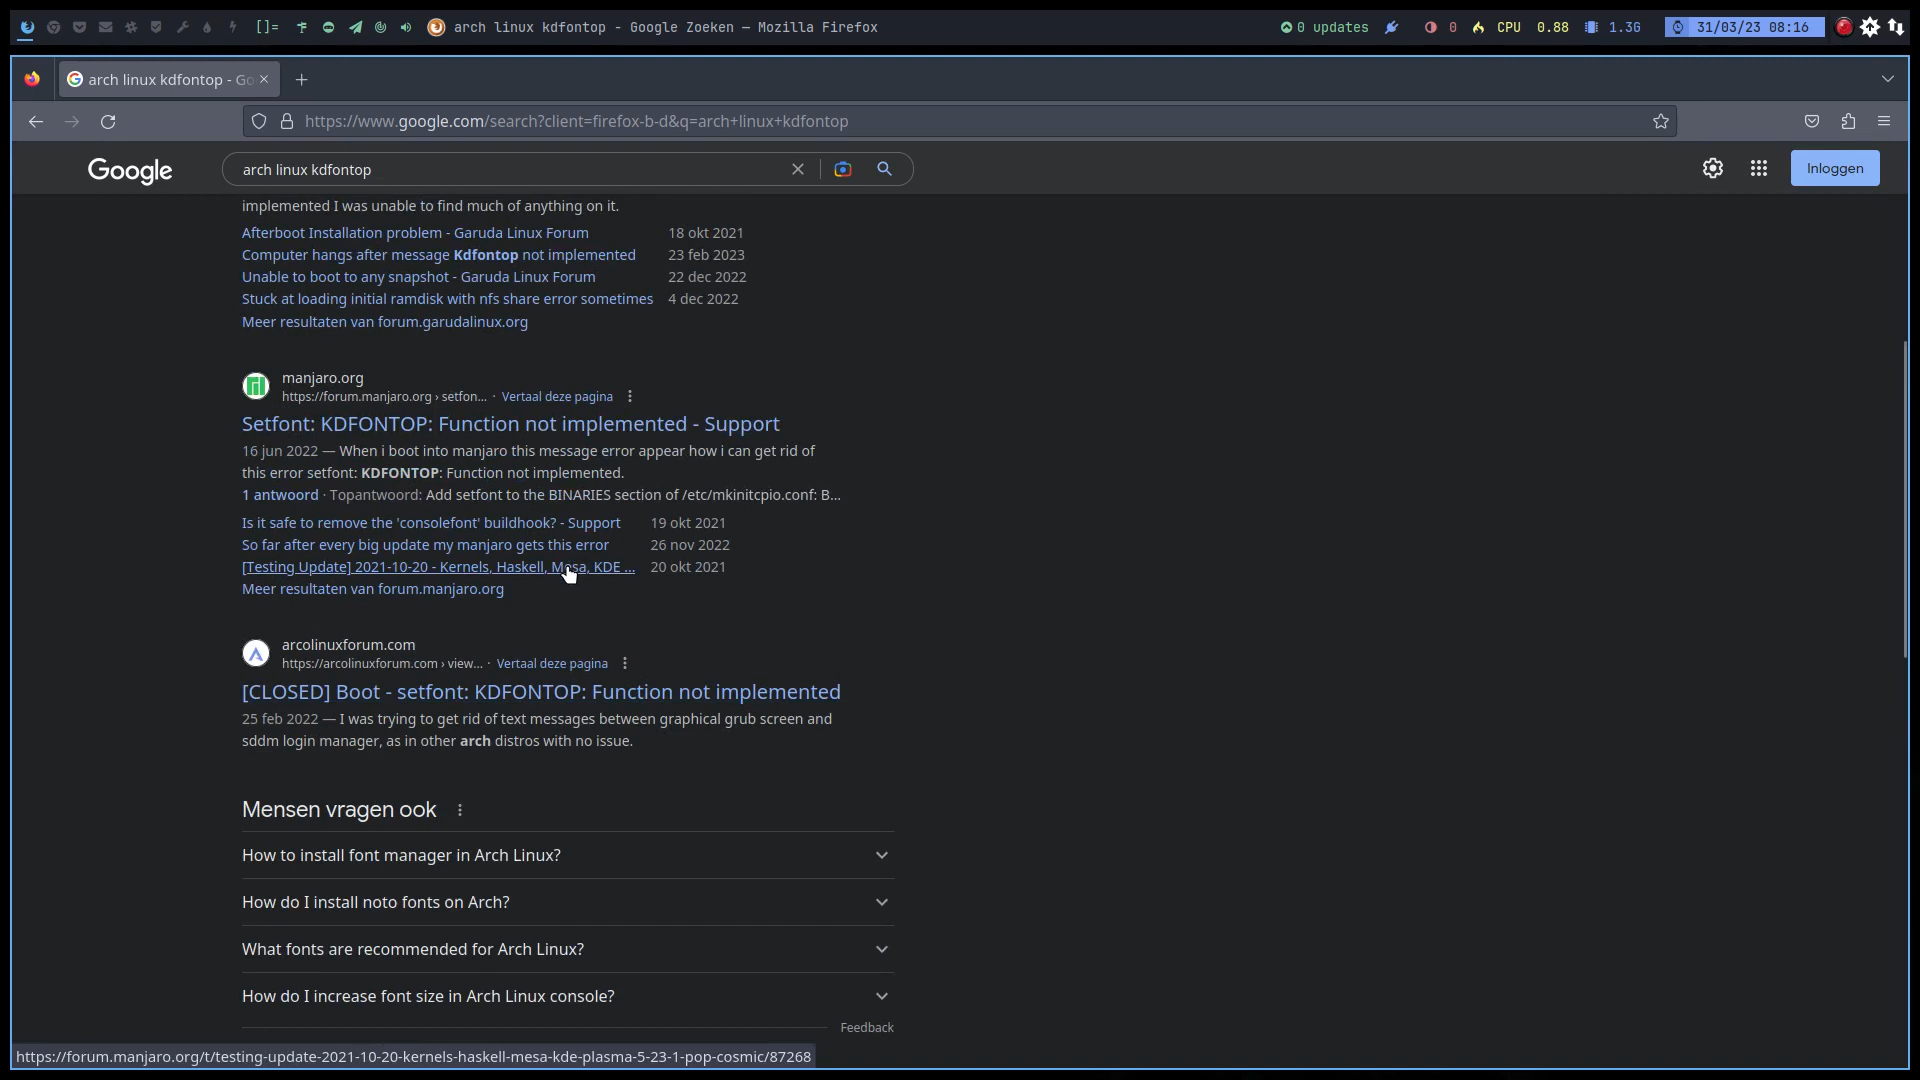 []= arch linux kdfontop - Google Zoeken — Mozilla Firefox 0 updates 0 CPU 0.88 1.3G 31/03/23 08:16
arch linux kdfontop - Go
https://www.google.com/search?client=firefox-b-d&q=arch+linux+kdfontop
Google arch linux kdfontop Inloggen
implemented I was unable to find much of anything on it.
Afterboot Installation problem - Garuda Linux Forum 18 okt 2021
Computer hangs after message Kdfontop not implemented 23 feb 2023
Unable to boot to any snapshot - Garuda Linux Forum 22 dec 2022
Stuck at loading initial ramdisk with nfs share error sometimes 4 dec 2022
Meer resultaten van forum.garudalinux.org
manjaro.org
https://forum.manjaro.org › setfon... · Vertaal deze pagina
Setfont: KDFONTOP: Function not implemented - Support
16 jun 2022 — When i boot into manjaro this message error appear how i can get rid of
this error setfont: KDFONTOP: Function not implemented.
1 antwoord · Topantwoord: Add setfont to the BINARIES section of /etc/mkinitcpio.conf: B...
Is it safe to remove the 'consolefont' buildhook? - Support 19 okt 2021
So far after every big update my manjaro gets this error 26 nov 2022
[Testing Update] 2021-10-20 - Kernels, Haskell, Mesa, KDE ... 20 okt 2021
Meer resultaten van forum.manjaro.org
arcolinuxforum.com
https://arcolinuxforum.com › view... · Vertaal deze pagina
[CLOSED] Boot - setfont: KDFONTOP: Function not implemented
25 feb 2022 — I was trying to get rid of text messages between graphical grub screen and
sddm login manager, as in other arch distros with no issue.
Mensen vragen ook
How to install font manager in Arch Linux?
How do I install noto fonts on Arch?
What fonts are recommended for Arch Linux?
How do I increase font size in Arch Linux console?
Feedback
https://forum.manjaro.org/t/testing-update-2021-10-20-kernels-haskell-mesa-kde-plasma-5-23-1-pop-cosmic/87268